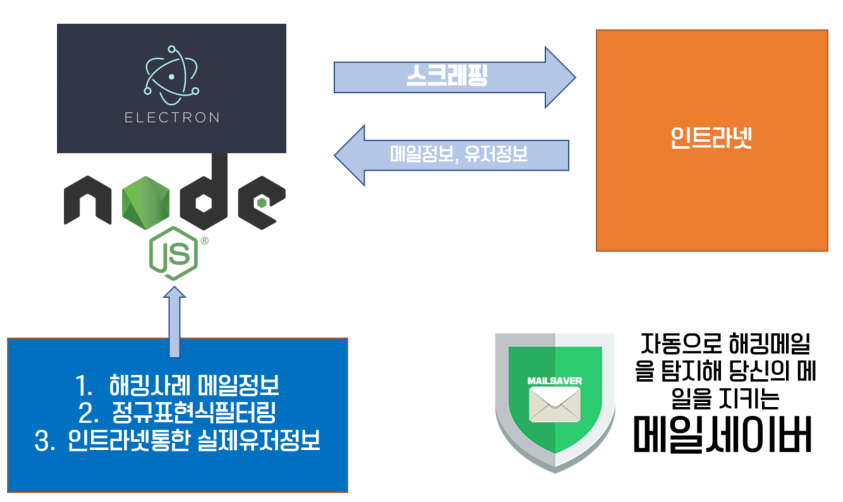 ELECTRON
node
JS®
스크래핑
메일정보, 유저정보
인트라넷
1. 해킹사례 메일정보
2. 정규표현식필터링
3. 인트라넷통한 실제유저정보
MAILSAVER
자동으로 해킹메일
을 탐지해 당신의 메
일을 지키는
메일세이버